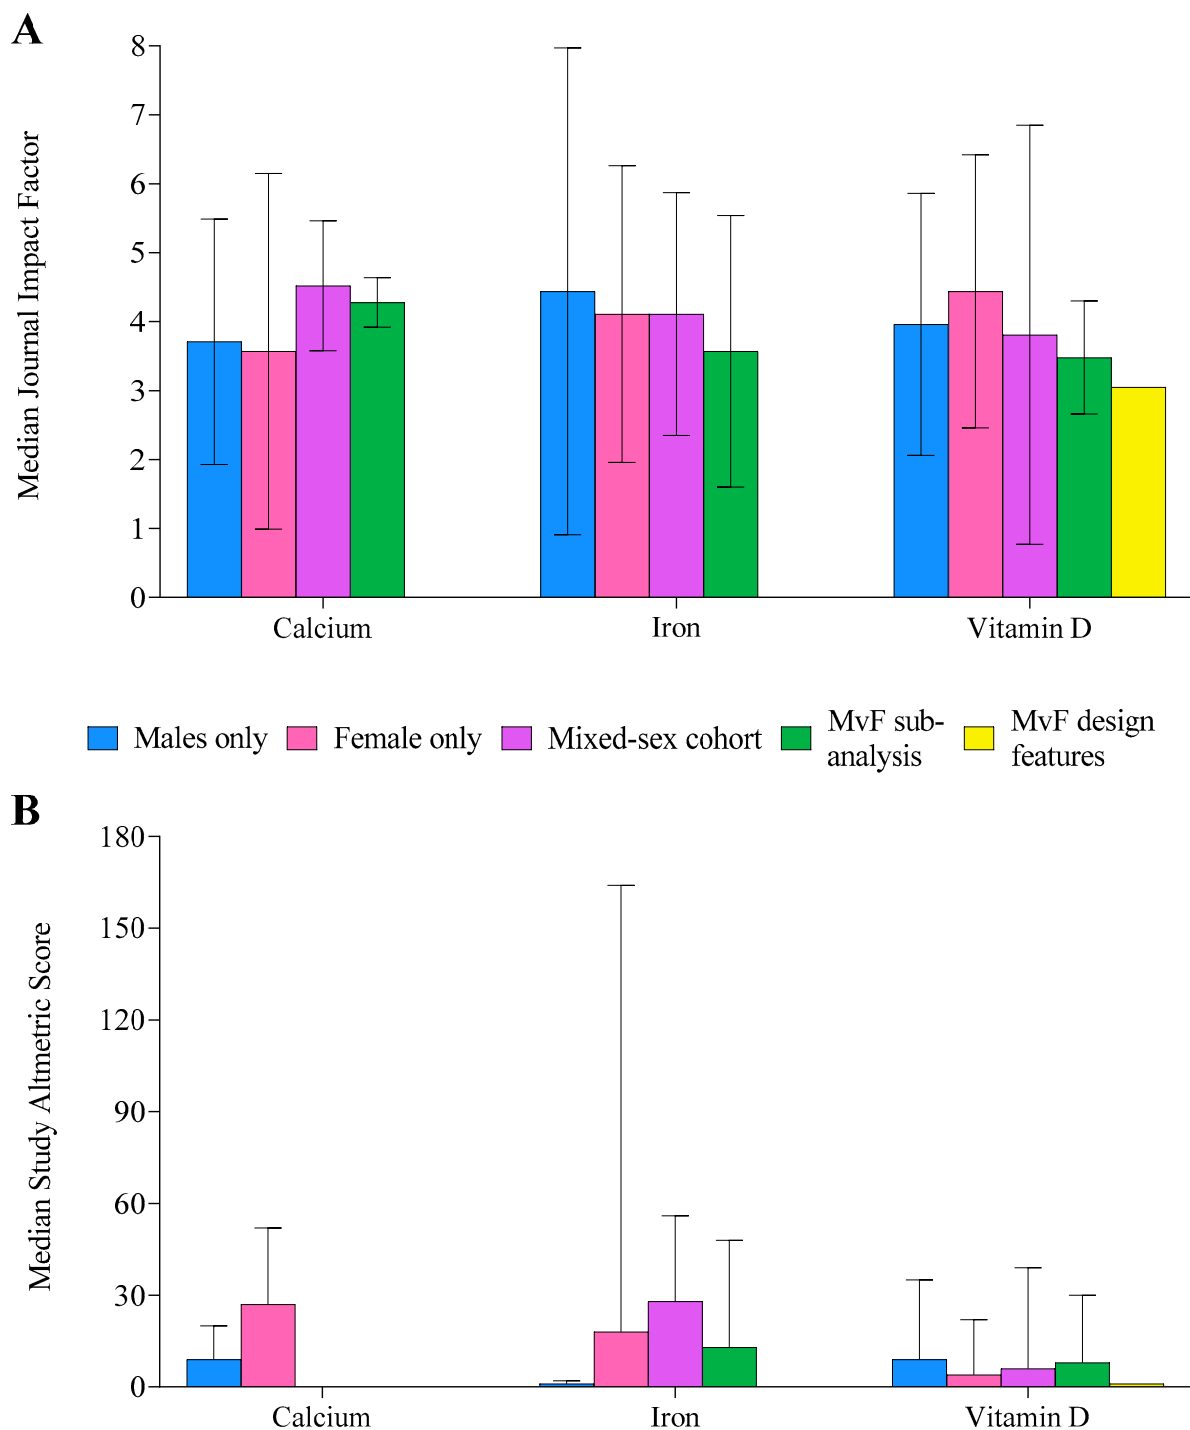 A
Median Journal Impact Factor
8
7
6
5
4
3
2
1
0
Calcium
Iron
Vitamin D
Males only
Female only
Mixed-sex cohort
MvF sub-
analysis
MvF design
features
B
Median Study Altmetric Score
180
150
120
90
60
30
0
Calcium
Iron
Vitamin D